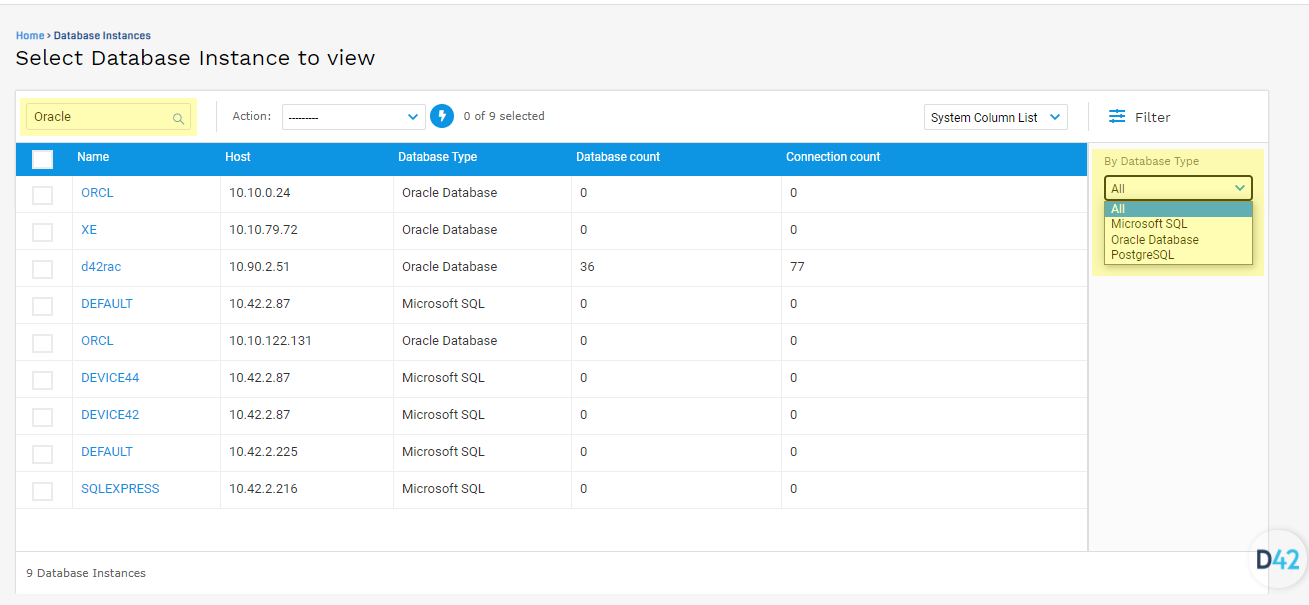 Home › Database Instances
Select Database Instance to view
Oracle
Action: --------- 0 of 9 selected
System Column List
Filter
Name Host Database Type Database count Connection count
ORCL 10.10.0.24 Oracle Database 0 0
XE 10.10.79.72 Oracle Database 0 0
d42rac 10.90.2.51 Oracle Database 36 77
DEFAULT 10.42.2.87 Microsoft SQL 0 0
ORCL 10.10.122.131 Oracle Database 0 0
DEVICE44 10.42.2.87 Microsoft SQL 0 0
DEVICE42 10.42.2.87 Microsoft SQL 0 0
DEFAULT 10.42.2.225 Microsoft SQL 0 0
SQLEXPRESS 10.42.2.216 Microsoft SQL 0 0
By Database Type
All
All
Microsoft SQL
Oracle Database
PostgreSQL
9 Database Instances
D42